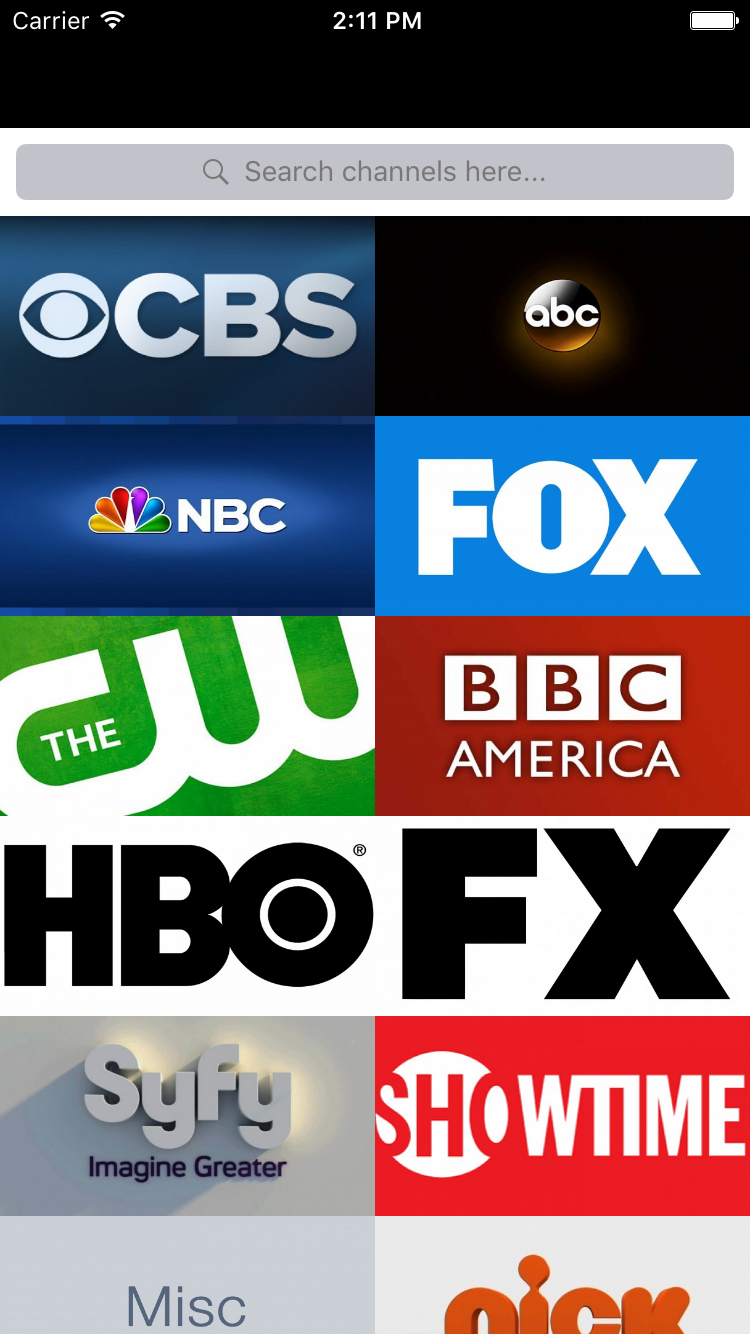 Carrier 2:11 PM
Search channels here...
CBS
abc
NBC
FOX
THE CW
BBC
AMERICA
HBO®
FX
Syfy
Imagine Greater
SHOWTIME
Misc
nick